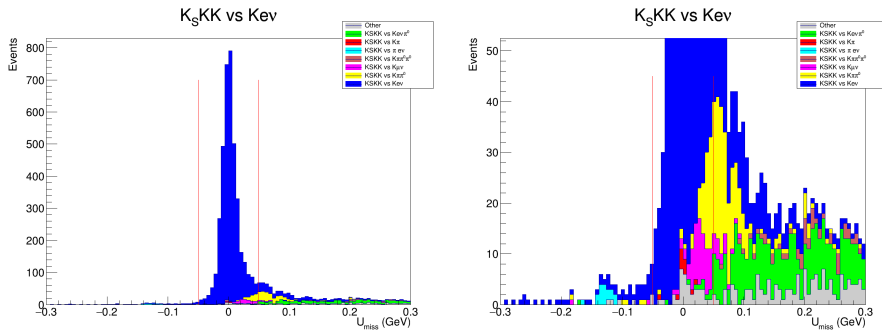 K_SKK vs Keν
Events
800
700
600
500
400
300
200
100
0
−0.3 −0.2 −0.1 0 0.1 0.2 0.3
U_miss (GeV)
Other
KSKK vs Keνπ⁰
KSKK vs Kπ
KSKK vs π eν
KSKK vs Kπ⁰π⁰
KSKK vs Kμν
KSKK vs Kππ⁰
KSKK vs Keν
K_SKK vs Keν
Events
50
40
30
20
10
0
−0.3 −0.2 −0.1 0 0.1 0.2 0.3
U_miss (GeV)
Other
KSKK vs Keνπ⁰
KSKK vs Kπ
KSKK vs π eν
KSKK vs Kμν
KSKK vs Kππ⁰
KSKK vs Keν